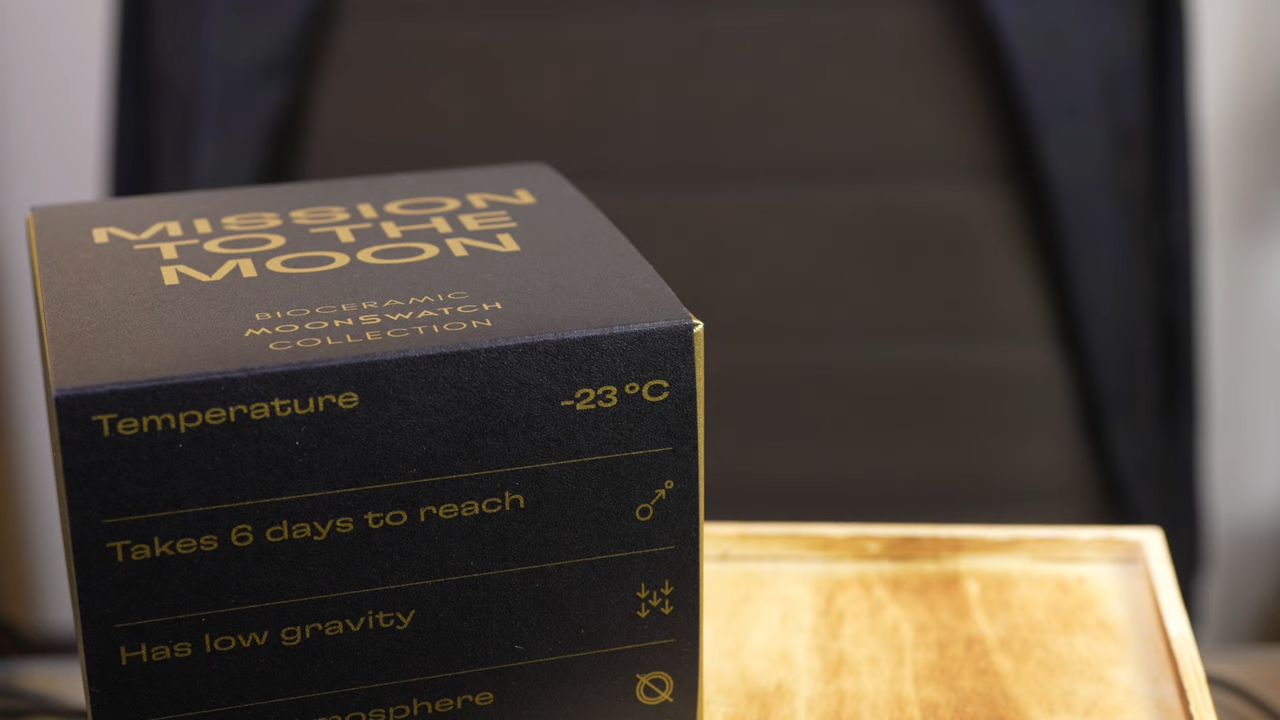 MISSION
TO THE
MOON
BIOCERAMIC
MOONSWATCH
COLLECTION
Temperature -23°C
Takes 6 days to reach
Has low gravity